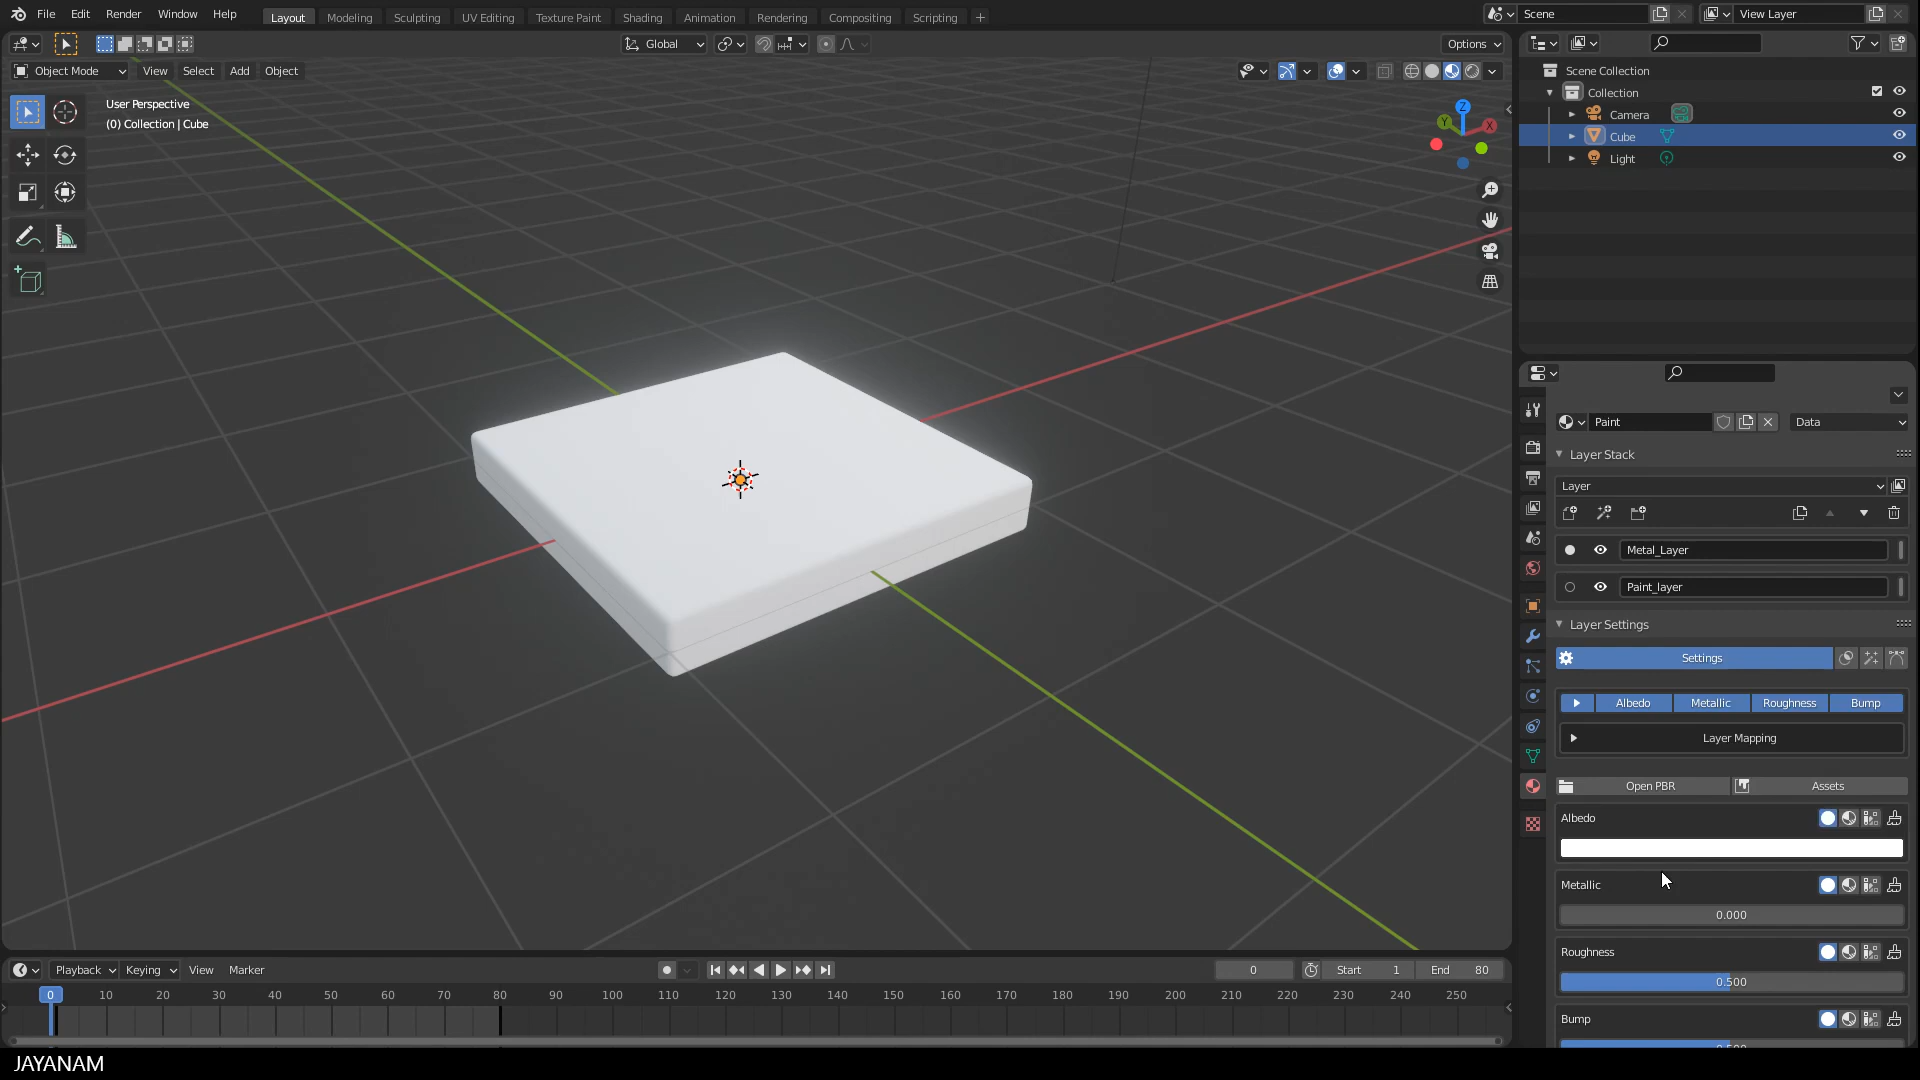 File Edit Render Window Help Layout Modeling Sculpting UV Editing Texture Paint Shading Animation Rendering Compositing Scripting + Scene View Layer
Global Options
Object Mode View Select Add Object
User Perspective
(0) Collection | Cube
Z
Y
X
Scene Collection
Collection
Camera
Cube
Light
Paint Data
Layer Stack
Layer
Metal_Layer
Paint_layer
Layer Settings
Settings
Albedo Metallic Roughness Bump
Layer Mapping
Open PBR Assets
Albedo
Metallic
0.000
Roughness
0.500
Bump
0.500
Playback Keying View Marker 0 Start 1 End 80
0 10 20 30 40 50 60 70 80 90 100 110 120 130 140 150 160 170 180 190 200 210 220 230 240 250
JAYANAM